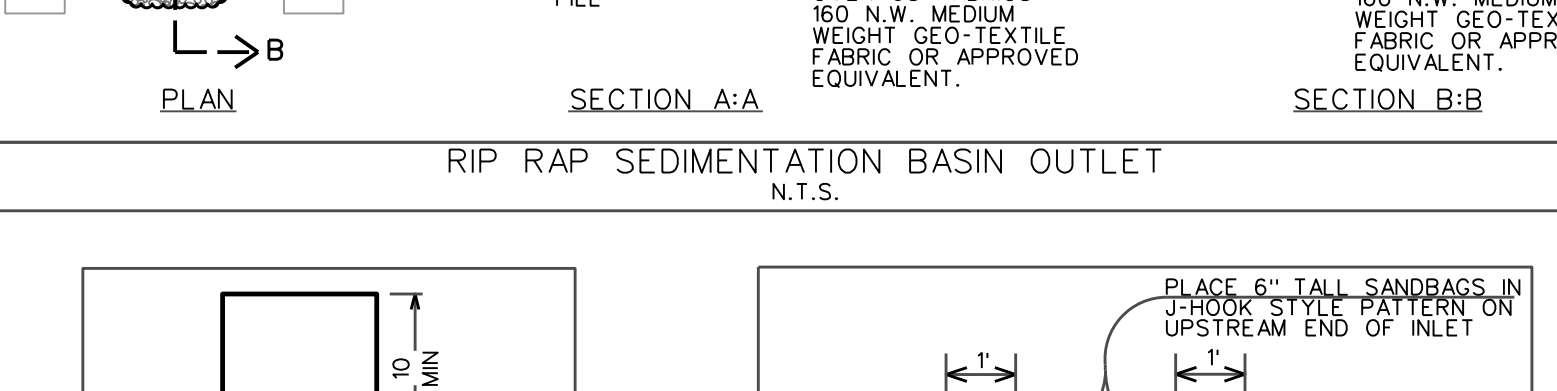 160 N.W. MEDIUM
WEIGHT GEO-TEXTILE
FABRIC OR APPROVED
EQUIVALENT.
WEIGHT GEO-TEX
FABRIC OR APPR
EQUIVALENT.
B
PLAN
SECTION A:A
SECTION B:B
RIP RAP SEDIMENTATION BASIN OUTLET
N.T.S.
10
MIN
PLACE 6" TALL SANDBAGS IN
J-HOOK STYLE PATTERN ON
UPSTREAM END OF INLET
1'
1'